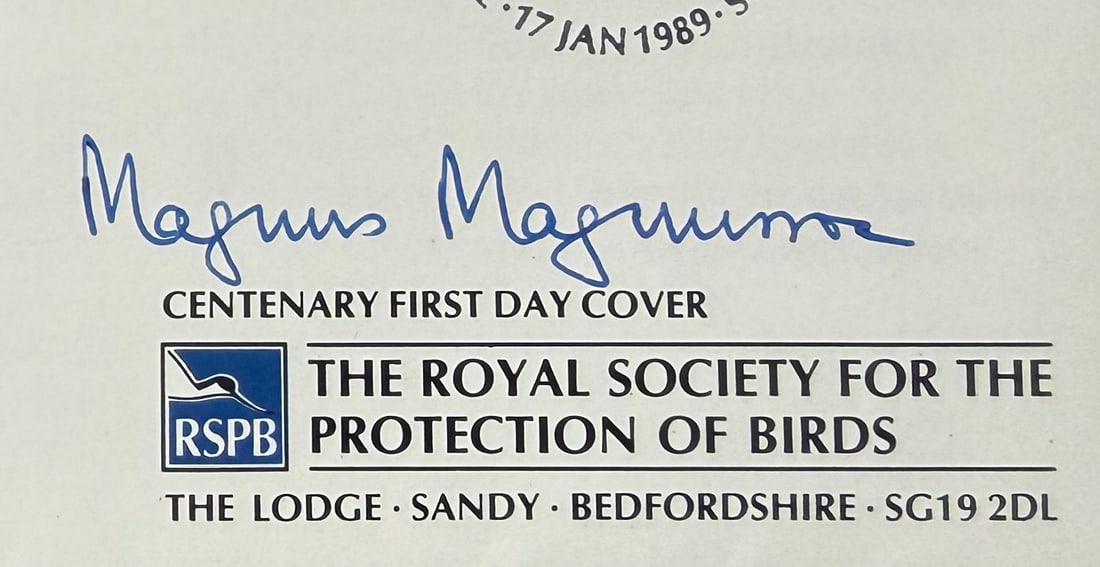 · 17 JAN 1989 · S
Magnus Magnusson
CENTENARY FIRST DAY COVER
RSPB
THE ROYAL SOCIETY FOR THE
PROTECTION OF BIRDS
THE LODGE · SANDY · BEDFORDSHIRE · SG19 2DL